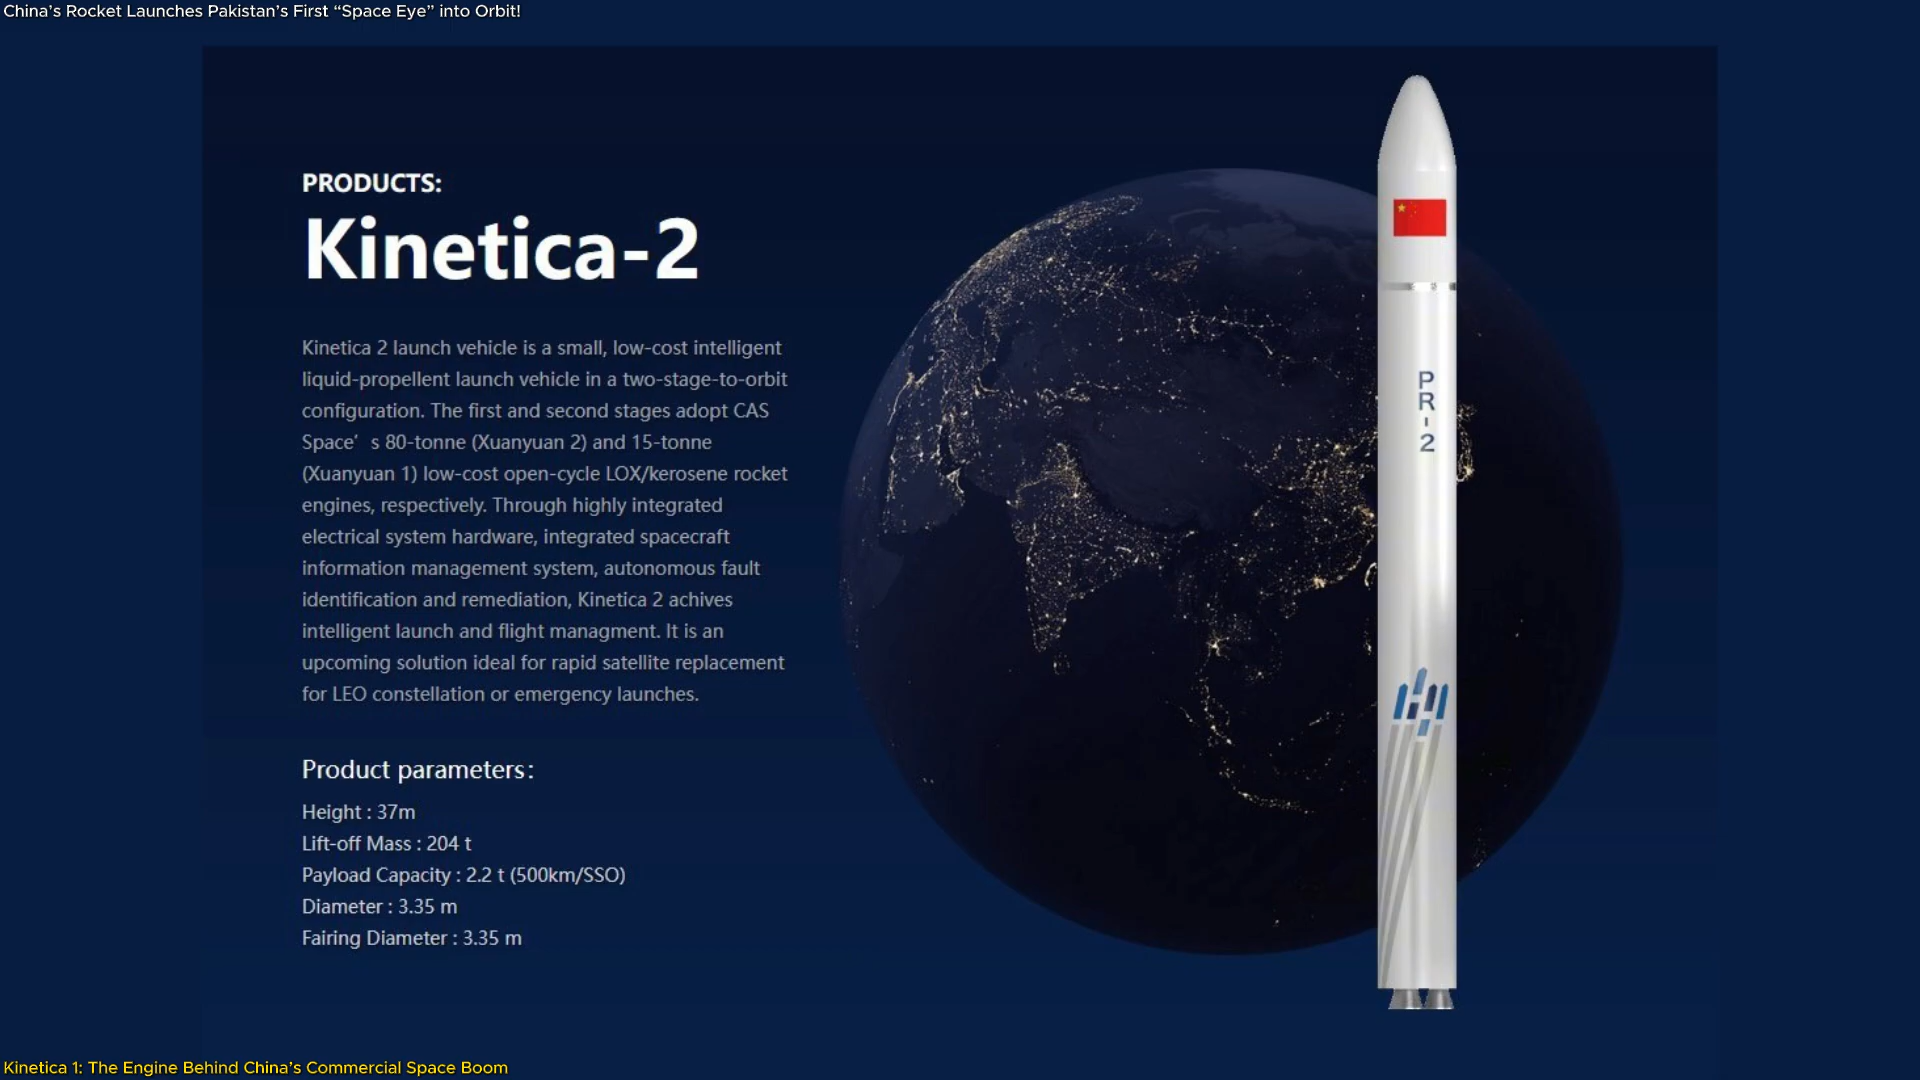 China’s Rocket Launches Pakistan’s First “Space Eye” into Orbit!
PRODUCTS:
Kinetica-2
Kinetica 2 launch vehicle is a small, low-cost intelligent
liquid-propellent launch vehicle in a two-stage-to-orbit
configuration. The first and second stages adopt CAS
Space’ s 80-tonne (Xuanyuan 2) and 15-tonne
(Xuanyuan 1) low-cost open-cycle LOX/kerosene rocket
engines, respectively. Through highly integrated
electrical system hardware, integrated spacecraft
information management system, autonomous fault
identification and remediation, Kinetica 2 achives
intelligent launch and flight managment. It is an
upcoming solution ideal for rapid satellite replacement
for LEO constellation or emergency launches.
Product parameters:
Height : 37m
Lift-off Mass : 204 t
Payload Capacity : 2.2 t (500km/SSO)
Diameter : 3.35 m
Fairing Diameter : 3.35 m
PR-2
Kinetica 1: The Engine Behind China’s Commercial Space Boom